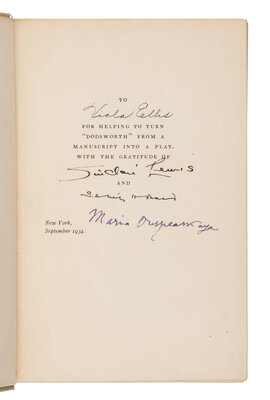 TO
Viola Ellis
FOR HELPING TO TURN
"DODSWORTH" FROM A
MANUSCRIPT INTO A PLAY,
WITH THE GRATITUDE OF
Sinclair Lewis
AND
Sidney Howard
New York,
September 1934.
Maria Ouspenskaya